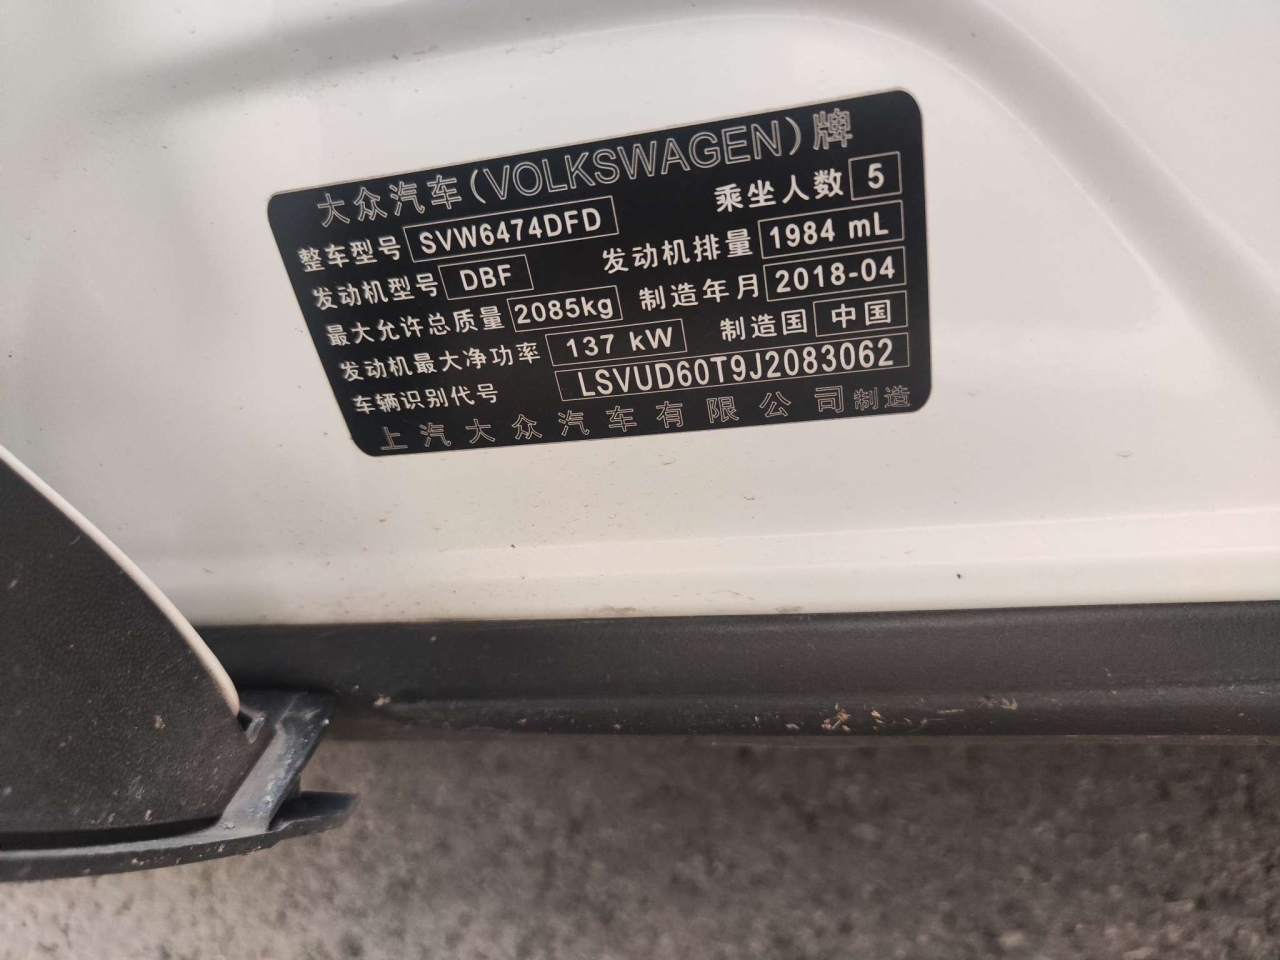 大众汽车(VOLKSWAGEN)牌
整车型号 SVW6474DFD 乘坐人数 5
发动机型号 DBF 发动机排量 1984 mL
最大允许总质量 2085kg 制造年月 2018-04
发动机最大净功率 137 kW 制造国 中国
车辆识别代号 LSVUD60T9J2083062
上汽大众汽车有限公司制造